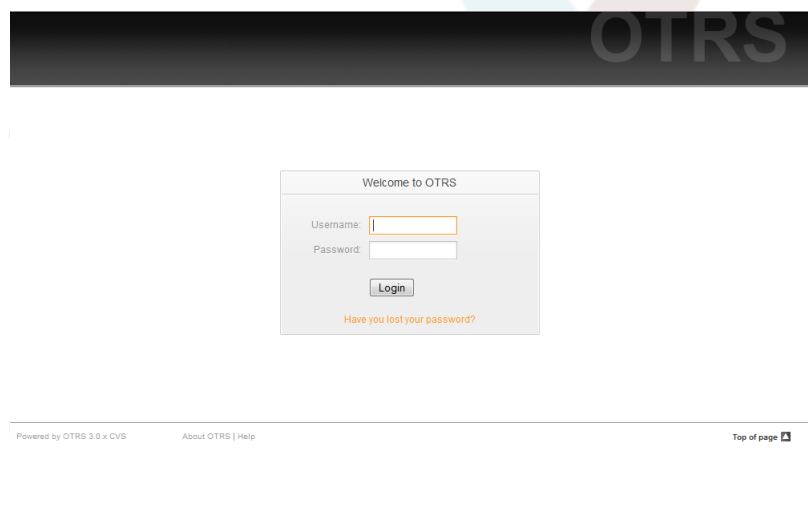 OTRS
Welcome to OTRS
Username:
Password:
Login
Have you lost your password?
Powered by OTRS 3.0.x CVS About OTRS | Help Top of page